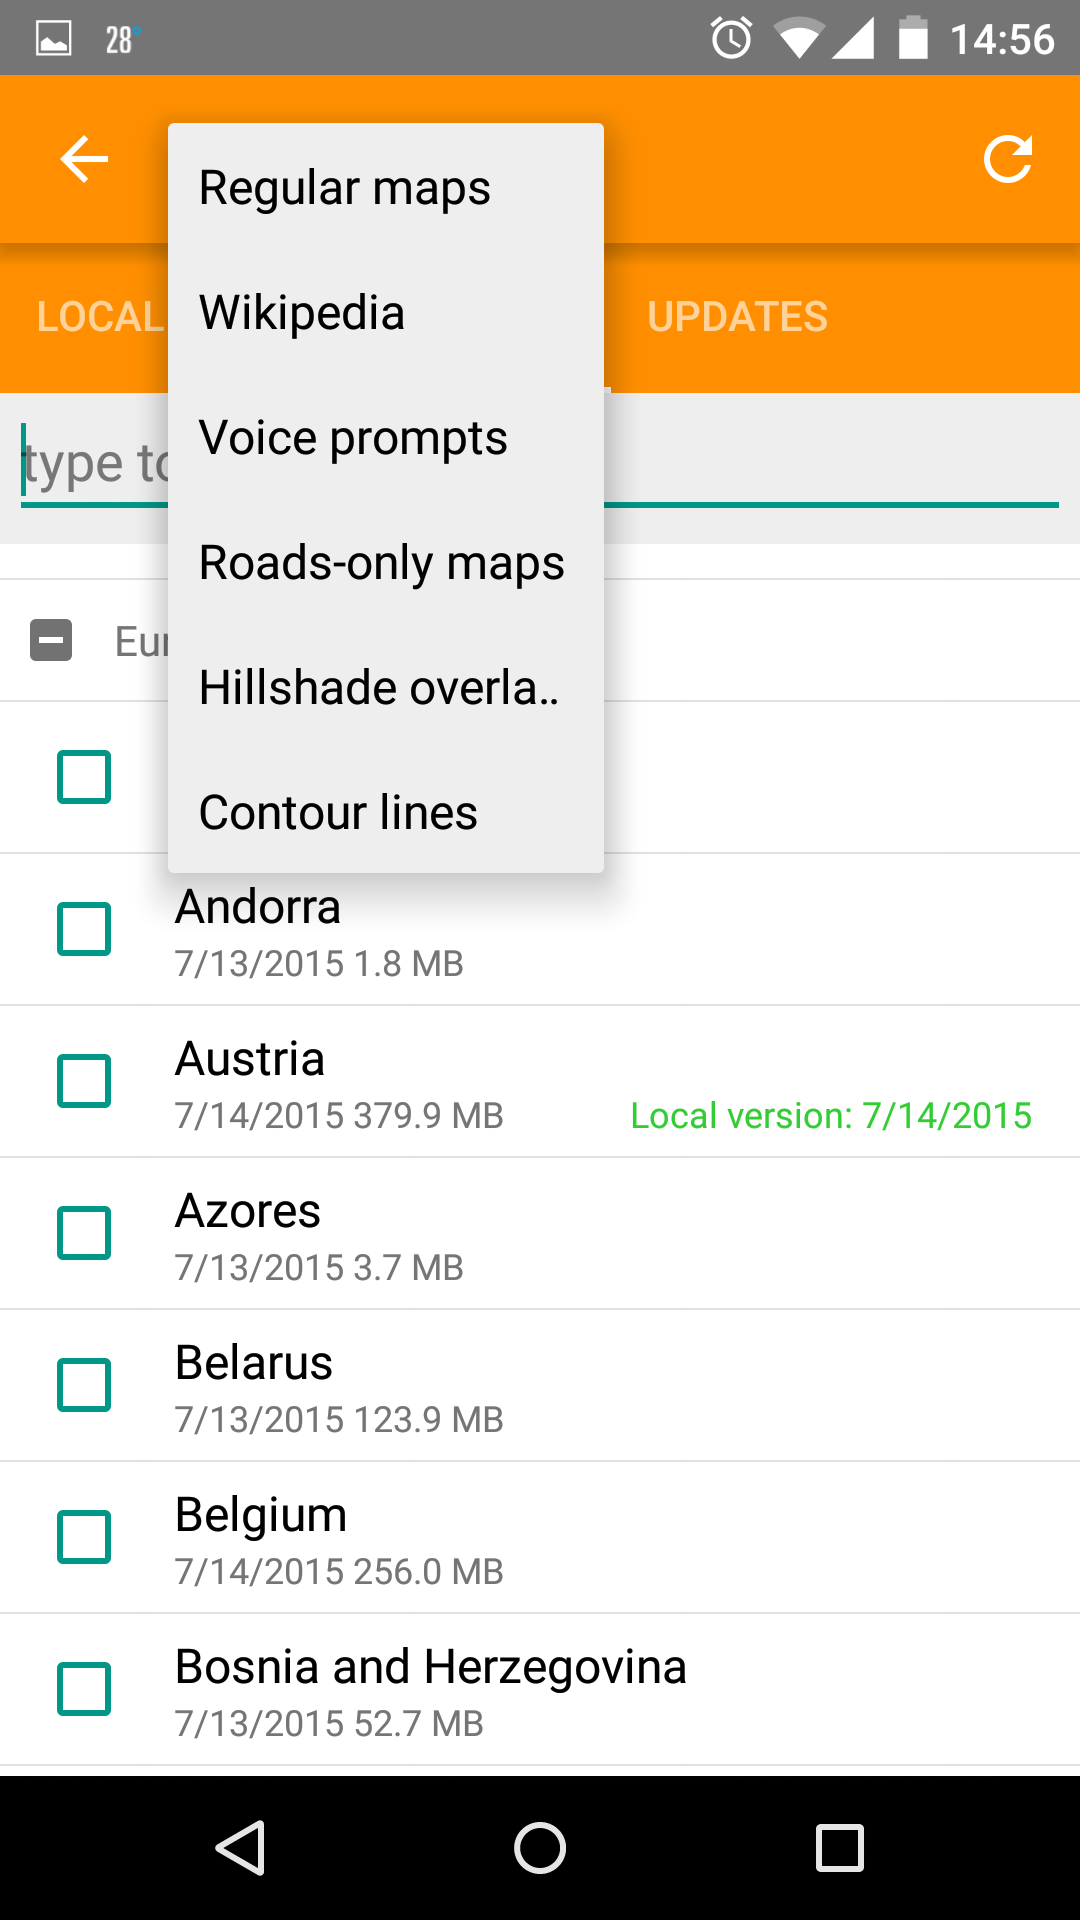 28°
14:56
Regular maps
Wikipedia
Voice prompts
Roads-only maps
Hillshade overla..
Contour lines
LOCAL
UPDATES
type to
Eur
Andorra
7/13/2015 1.8 MB
Austria
7/14/2015 379.9 MB
Local version: 7/14/2015
Azores
7/13/2015 3.7 MB
Belarus
7/13/2015 123.9 MB
Belgium
7/14/2015 256.0 MB
Bosnia and Herzegovina
7/13/2015 52.7 MB